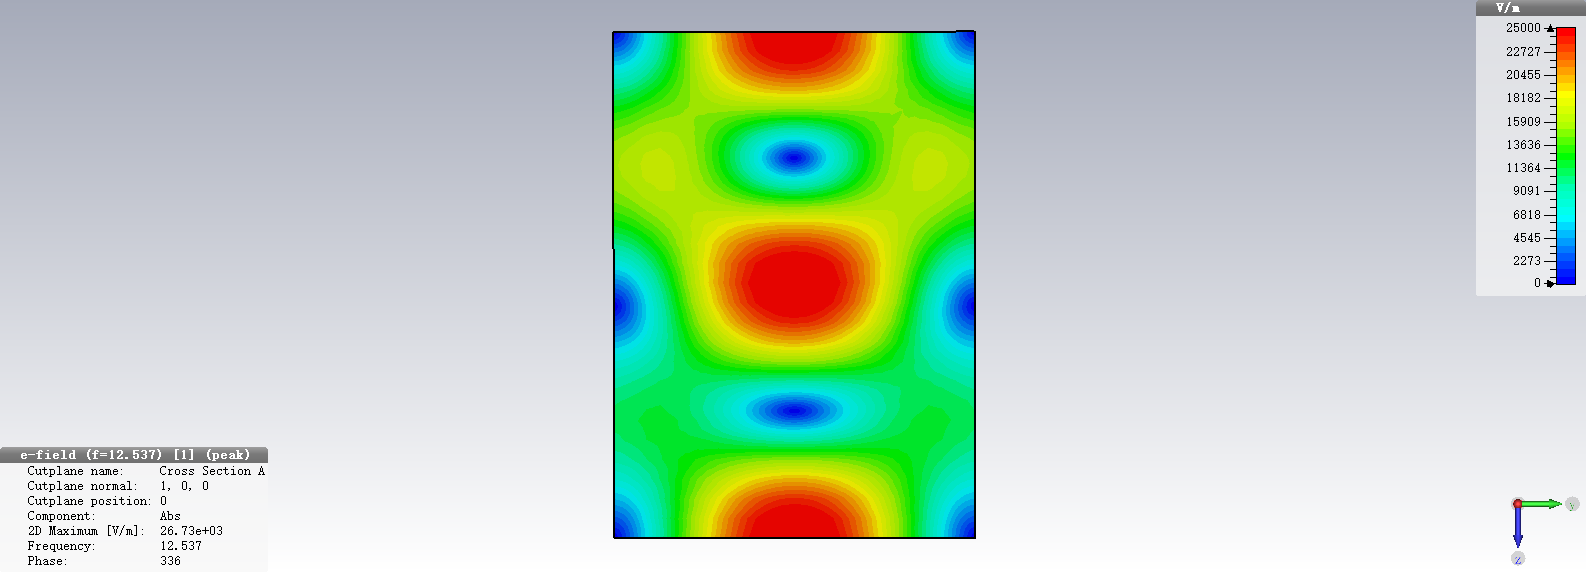 V/m
25000
22727
20455
18182
15909
13636
11364
9091
6818
4545
2273
0
e-field (f=12.537) [1] (peak)
Cutplane name: Cross Section A
Cutplane normal: 1, 0, 0
Cutplane position: 0
Component: Abs
2D Maximum [V/m]: 26.73e+03
Frequency: 12.537
Phase: 336
y
z